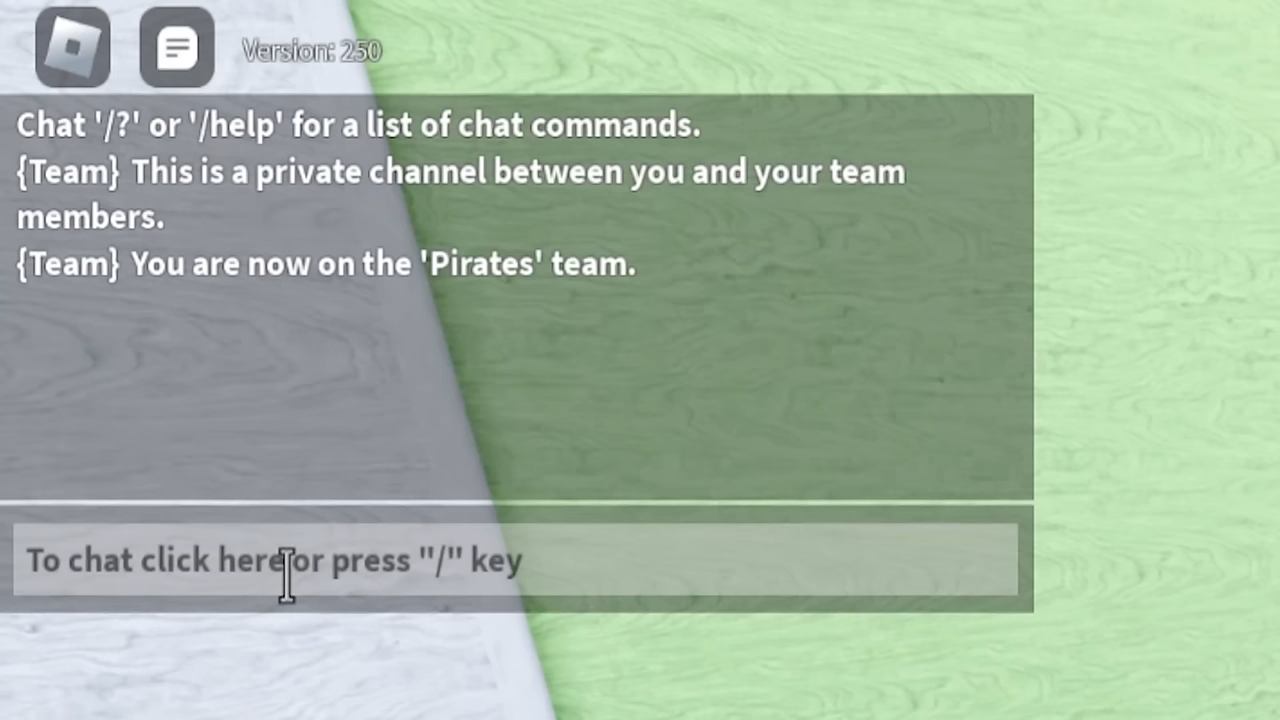 Version: 250
Chat '/?' or '/help' for a list of chat commands.
{Team} This is a private channel between you and your team
members.
{Team} You are now on the 'Pirates' team.
To chat click here or press "/" key